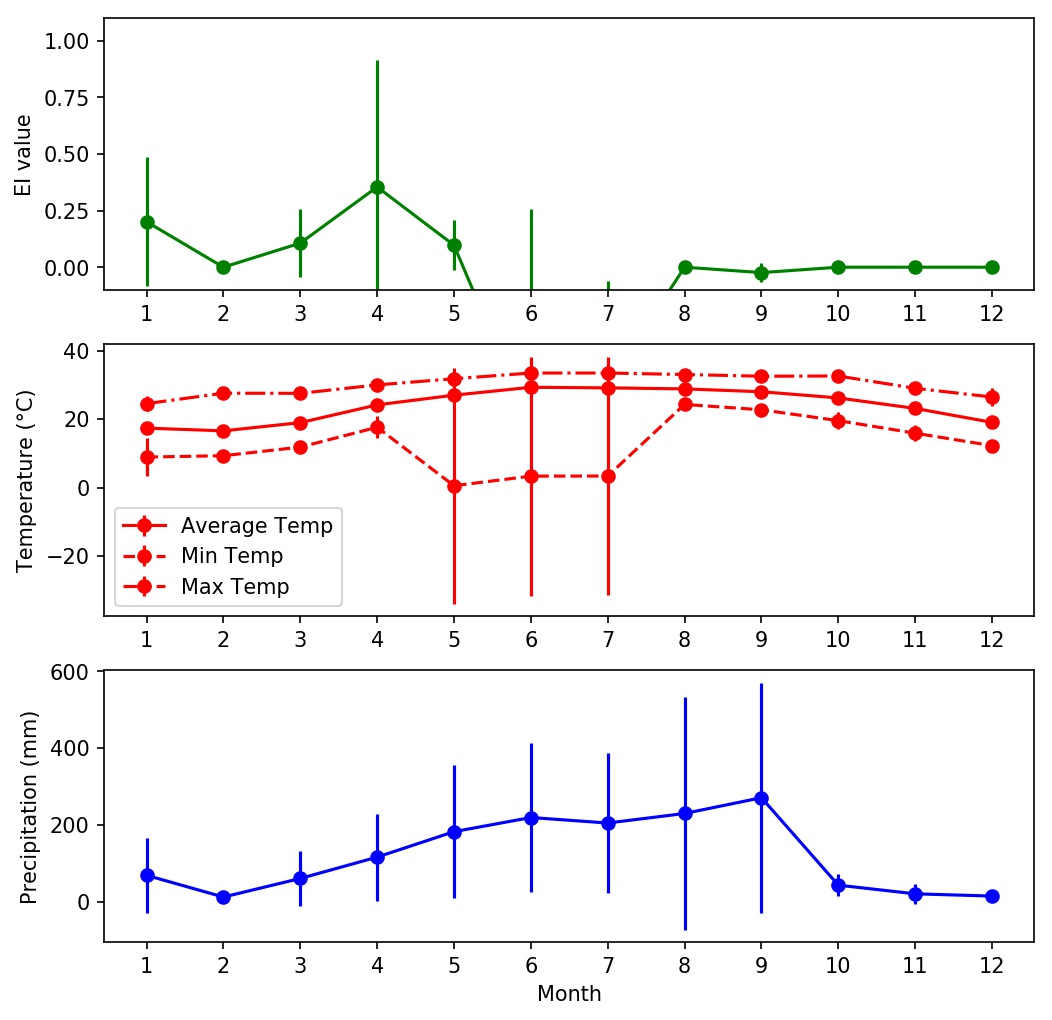 EI value
1.00
0.75
0.50
0.25
0.00
1 2 3 4 5 6 7 8 9 10 11 12
Temperature (°C)
40
20
0
−20
Average Temp
Min Temp
Max Temp
1 2 3 4 5 6 7 8 9 10 11 12
Precipitation (mm)
600
400
200
0
1 2 3 4 5 6 7 8 9 10 11 12
Month